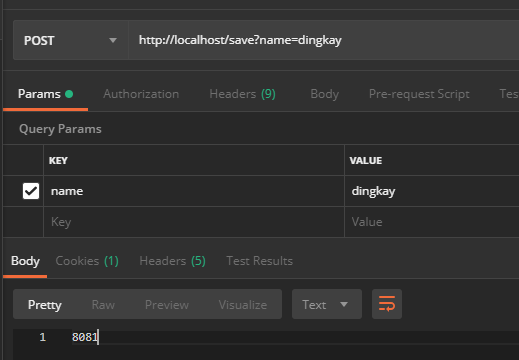 POST http://localhost/save?name=dingkay
Params Authorization Headers (9) Body Pre-request Script Tes
Query Params
KEY VALUE
name dingkay
Key Value
Body Cookies (1) Headers (5) Test Results
Pretty Raw Preview Visualize Text
1 8081